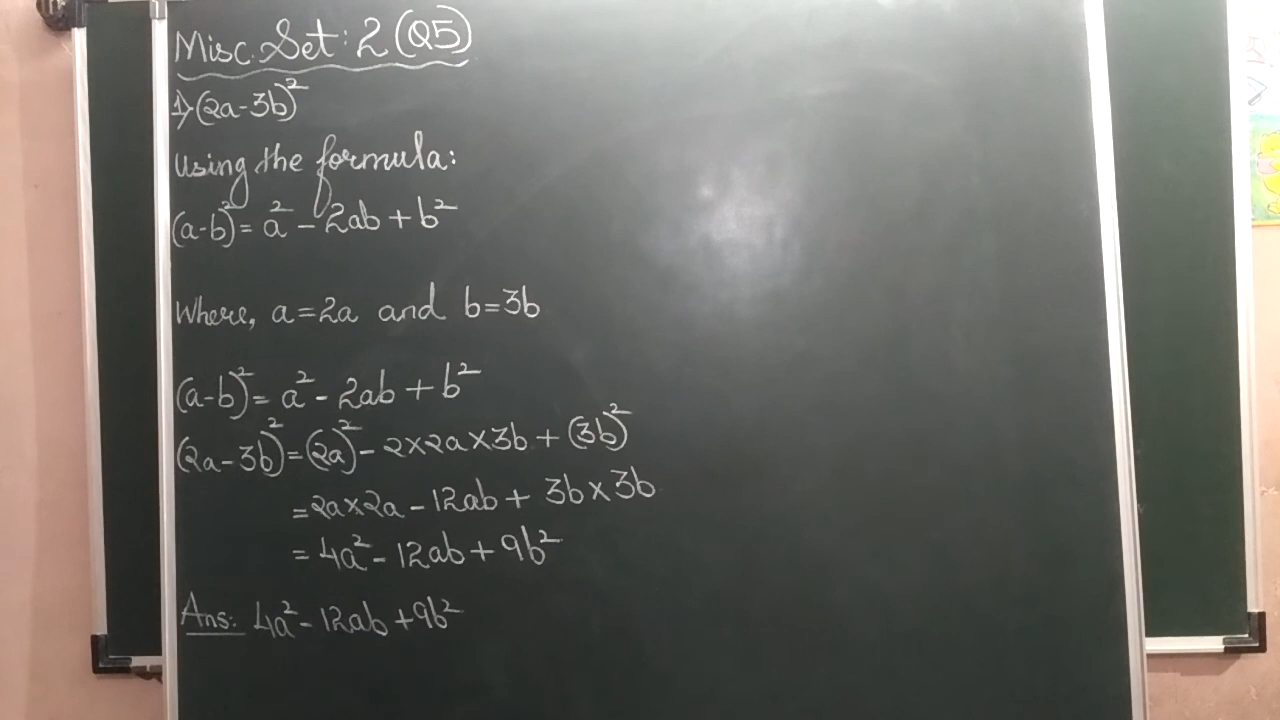 Misc. Set: 2 (Q5)
1) (2a-3b)²
Using the formula:
(a-b)² = a² - 2ab + b²
Where, a=2a and b=3b
(a-b)² = a² - 2ab + b²
(2a-3b)² = (2a)² - 2×2a×3b + (3b)²
= 2a×2a - 12ab + 3b×3b
= 4a² - 12ab + 9b²
Ans: 4a² - 12ab + 9b²